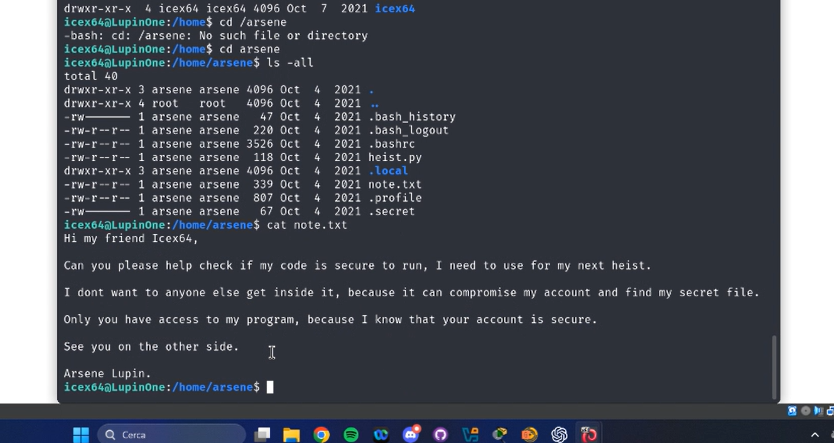 drwxr-xr-x  4 icex64 icex64 4096 Oct  7  2021 icex64
icex64@LupinOne:/home$ cd /arsene
-bash: cd: /arsene: No such file or directory
icex64@LupinOne:/home$ cd arsene
icex64@LupinOne:/home/arsene$ ls -all
total 40
drwxr-xr-x 3 arsene arsene 4096 Oct  4  2021 .
drwxr-xr-x 4 root   root   4096 Oct  4  2021 ..
-rw------- 1 arsene arsene   47 Oct  4  2021 .bash_history
-rw-r--r-- 1 arsene arsene  220 Oct  4  2021 .bash_logout
-rw-r--r-- 1 arsene arsene 3526 Oct  4  2021 .bashrc
-rw-r--r-- 1 arsene arsene  118 Oct  4  2021 heist.py
drwxr-xr-x 3 arsene arsene 4096 Oct  4  2021 .local
-rw-r--r-- 1 arsene arsene  339 Oct  4  2021 note.txt
-rw-r--r-- 1 arsene arsene  807 Oct  4  2021 .profile
-rw------- 1 arsene arsene   67 Oct  4  2021 .secret
icex64@LupinOne:/home/arsene$ cat note.txt
Hi my friend Icex64,
Can you please help check if my code is secure to run, I need to use for my next heist.
I dont want to anyone else get inside it, because it can compromise my account and find my secret file.
Only you have access to my program, because I know that your account is secure.
See you on the other side.
Arsene Lupin.
icex64@LupinOne:/home/arsene$
Cerca